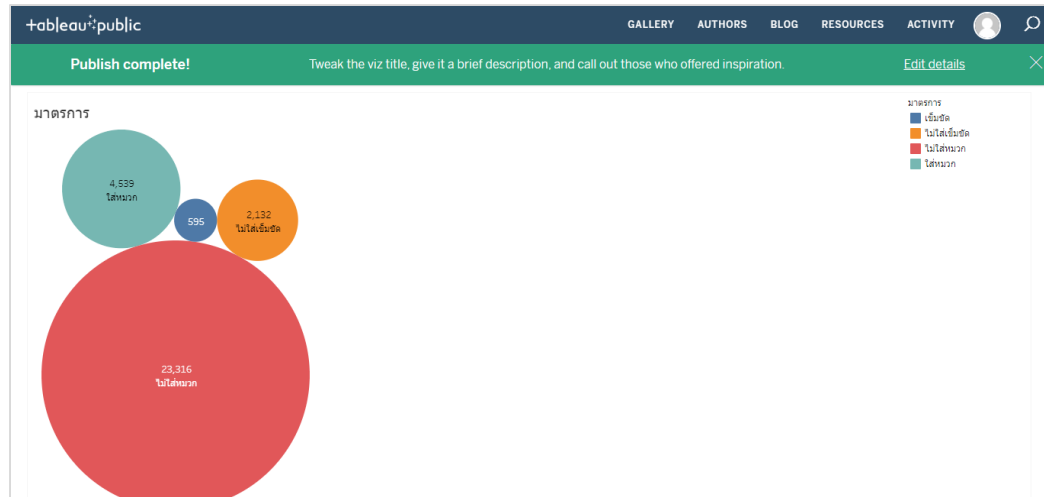 +ableau+public
GALLERY AUTHORS BLOG RESOURCES ACTIVITY
Publish complete! Tweak the viz title, give it a brief description, and call out those who offered inspiration. Edit details
มาตรการ
4,539
ใส่หมวก
595
2,132
ไม่ใส่เข็มขัด
23,316
ไม่ใส่หมวก
มาตรการ
เข็มขัด
ไม่ใส่เข็มขัด
ไม่ใส่หมวก
ใส่หมวก